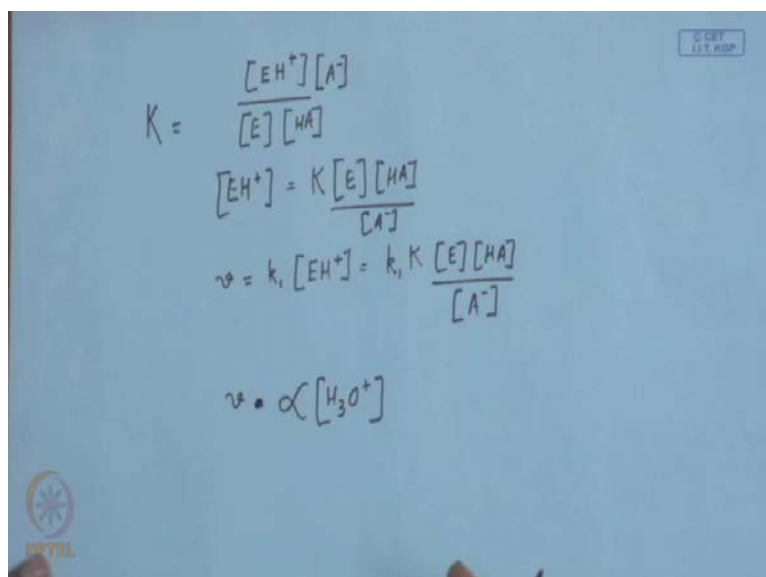 © CET
I.I.T. KGP
K = [EH⁺][A⁻] / [E][HA]
[EH⁺] = K [E][HA] / [A⁻]
v = k₁ [EH⁺] = k₁ K [E][HA] / [A⁻]
v ∝ [H₃O⁺]
NPTEL